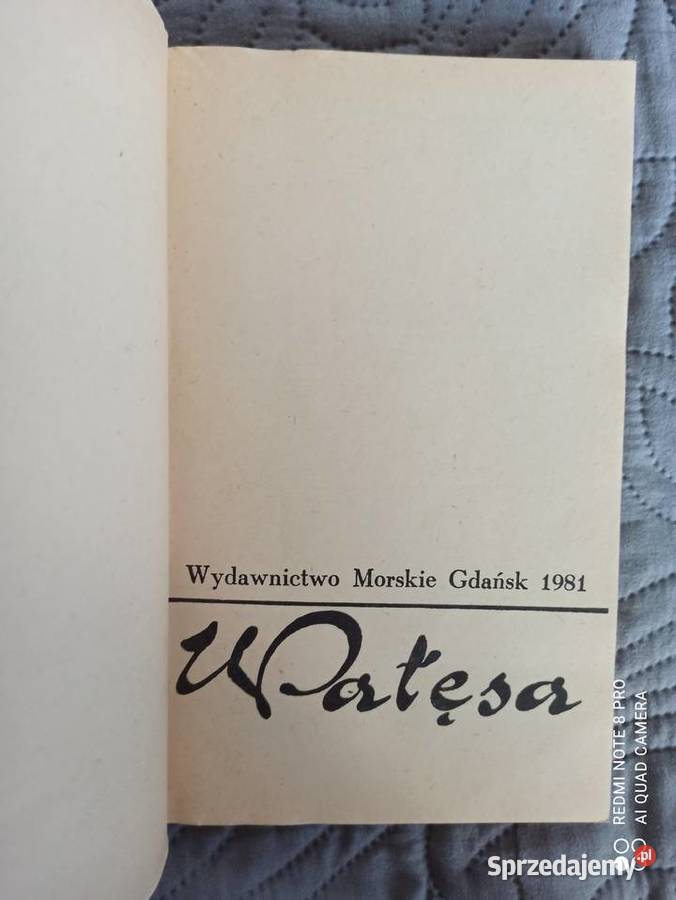 Wydawnictwo Morskie Gdańsk 1981
Wałęsa
REDMI NOTE 8 PRO
AI QUAD CAMERA
Sprzedajemy.pl